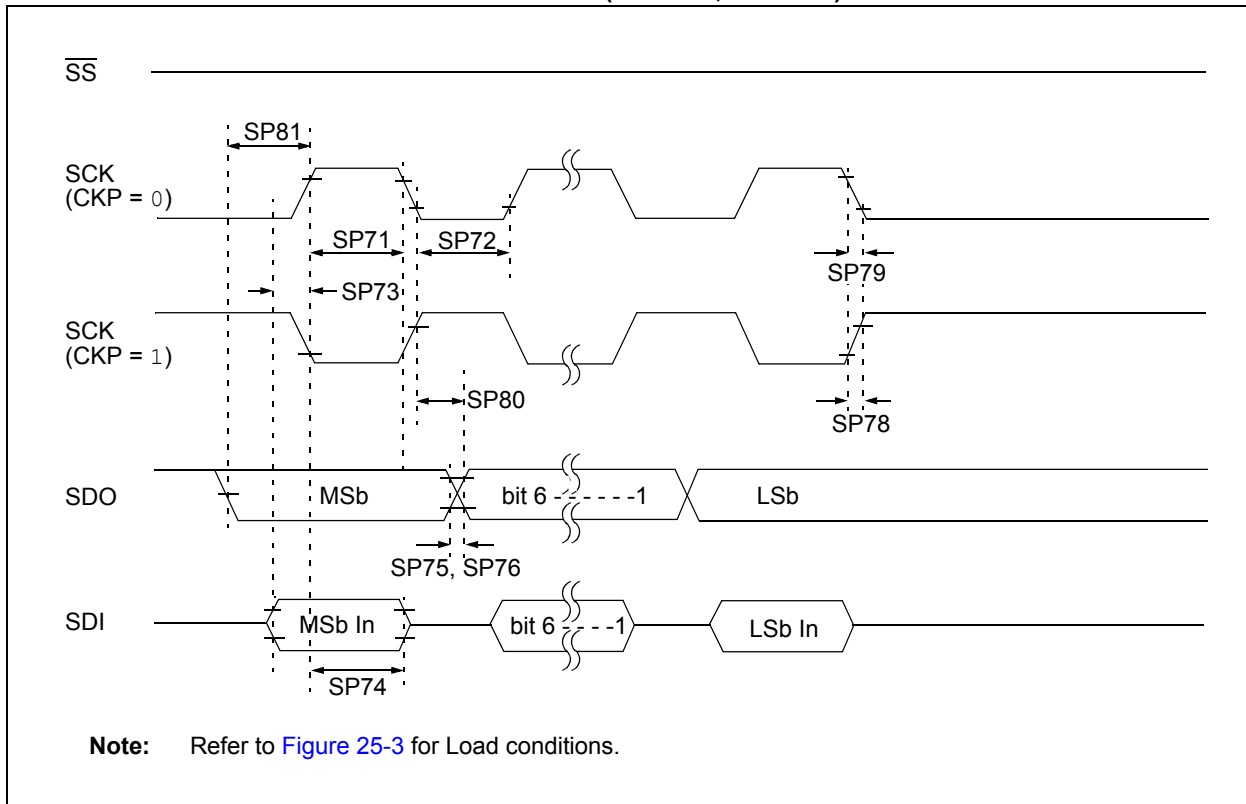 SS
SP81
SCK
(CKP = 0)
SP71
SP72
SP79
SP73
SCK
(CKP = 1)
SP80
SP78
SDO
MSb
bit 6 - - - - - -1
LSb
SP75, SP76
SDI
MSb In
bit 6 - - - -1
LSb In
SP74
Note: Refer to Figure 25-3 for Load conditions.